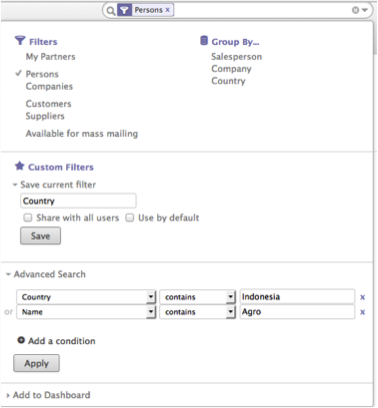 Persons x
Filters
My Partners
Persons
Companies
Customers
Suppliers
Available for mass mailing
Group By...
Salesperson
Company
Country
Custom Filters
Save current filter
Country
Share with all users Use by default
Save
Advanced Search
Country contains Indonesia x
or Name contains Agro x
Add a condition
Apply
Add to Dashboard